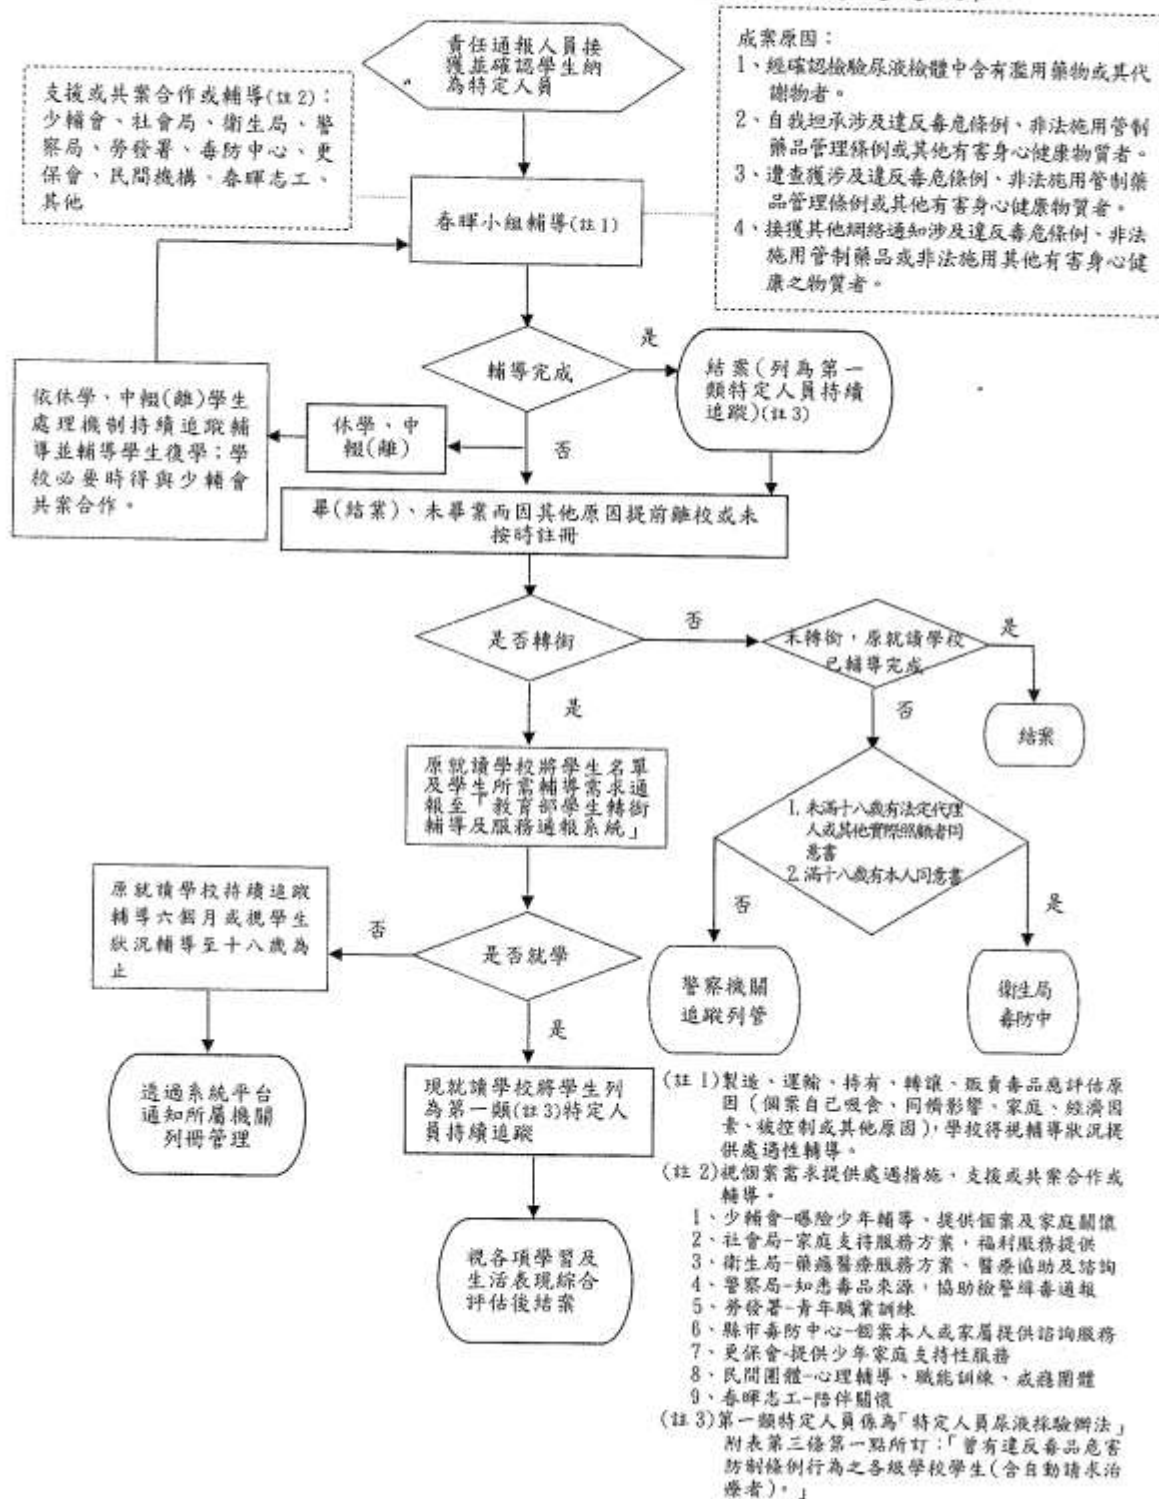 責任通報人員接
獲並確認學生納
為特定人員
成案原因：
1、經確認檢驗尿液檢體中含有濫用藥物或其代
謝物者。
2、自我坦承涉及違反毒危條例、非法施用管制
藥品管理條例或其他有害身心健康物質者。
3、遭查獲涉及違反毒危條例、非法施用管制藥
品管理條例或其他有害身心健康物質者。
4、接獲其他網絡通知涉及違反毒危條例、非法
施用管制藥品或非法施用其他有害身心健
康之物質者。
支援或共案合作或輔導(註2)：
少輔會、社會局、衛生局、警
察局、勞發署、毒防中心、更
保會、民間機構、春暉志工、
其他
春暉小組輔導(註1)
輔導完成
是
結案(列為第一
類特定人員持續
追蹤)(註3)
否
休學、中
輟(離)
依休學、中輟(離)學生
處理機制持續追蹤輔
導並輔導學生復學；學
校必要時得與少輔會
共案合作。
畢(結業)、未畢業而因其他原因提前離校或未
按時註冊
是否轉銜
否
未轉銜，原就讀學校
已輔導完成
是
結案
是
否
原就讀學校將學生名單
及學生所需輔導需求通
報至「教育部學生轉銜
輔導及服務通報系統」
1.未滿十八歲有法定代理
人或其他實際照顧者同
意書
2.滿十八歲有本人同意書
否
是
警察機關
追蹤列管
衛生局
毒防中
是否就學
否
原就讀學校持續追蹤
輔導六個月或視學生
狀況輔導至十八歲為
止
透過系統平台
通知所屬機關
列冊管理
是
現就讀學校將學生列
為第一類(註3)特定人
員持續追蹤
視各項學習及
生活表現綜合
評估後結案
(註1)製造、運輸、持有、轉讓、販賣毒品應評估原
因(個案自己吸食、同儕影響、家庭、經濟因
素、被控制或其他原因)，學校得視輔導狀況提
供處遇性輔導。
(註2)視個案需求提供處遇措施、支援或共案合作或
輔導。
1、少輔會-曝險少年輔導、提供個案及家庭關懷
2、社會局-家庭支持服務方案，福利服務提供
3、衛生局-藥癮醫療服務方案、醫療協助及諮詢
4、警察局-知悉毒品來源，協助檢警緝毒通報
5、勞發署-青年職業訓練
6、縣市毒防中心-個案本人或家屬提供諮詢服務
7、更保會-提供少年家庭支持性服務
8、民間團體-心理輔導、職能訓練、戒癮團體
9、春暉志工-陪伴關懷
(註3)第一類特定人員係為「特定人員尿液採驗辦法」
附表第三條第一點所訂：「曾有違反毒品危害
防制條例行為之各級學校學生(含自動請求治
療者)。」